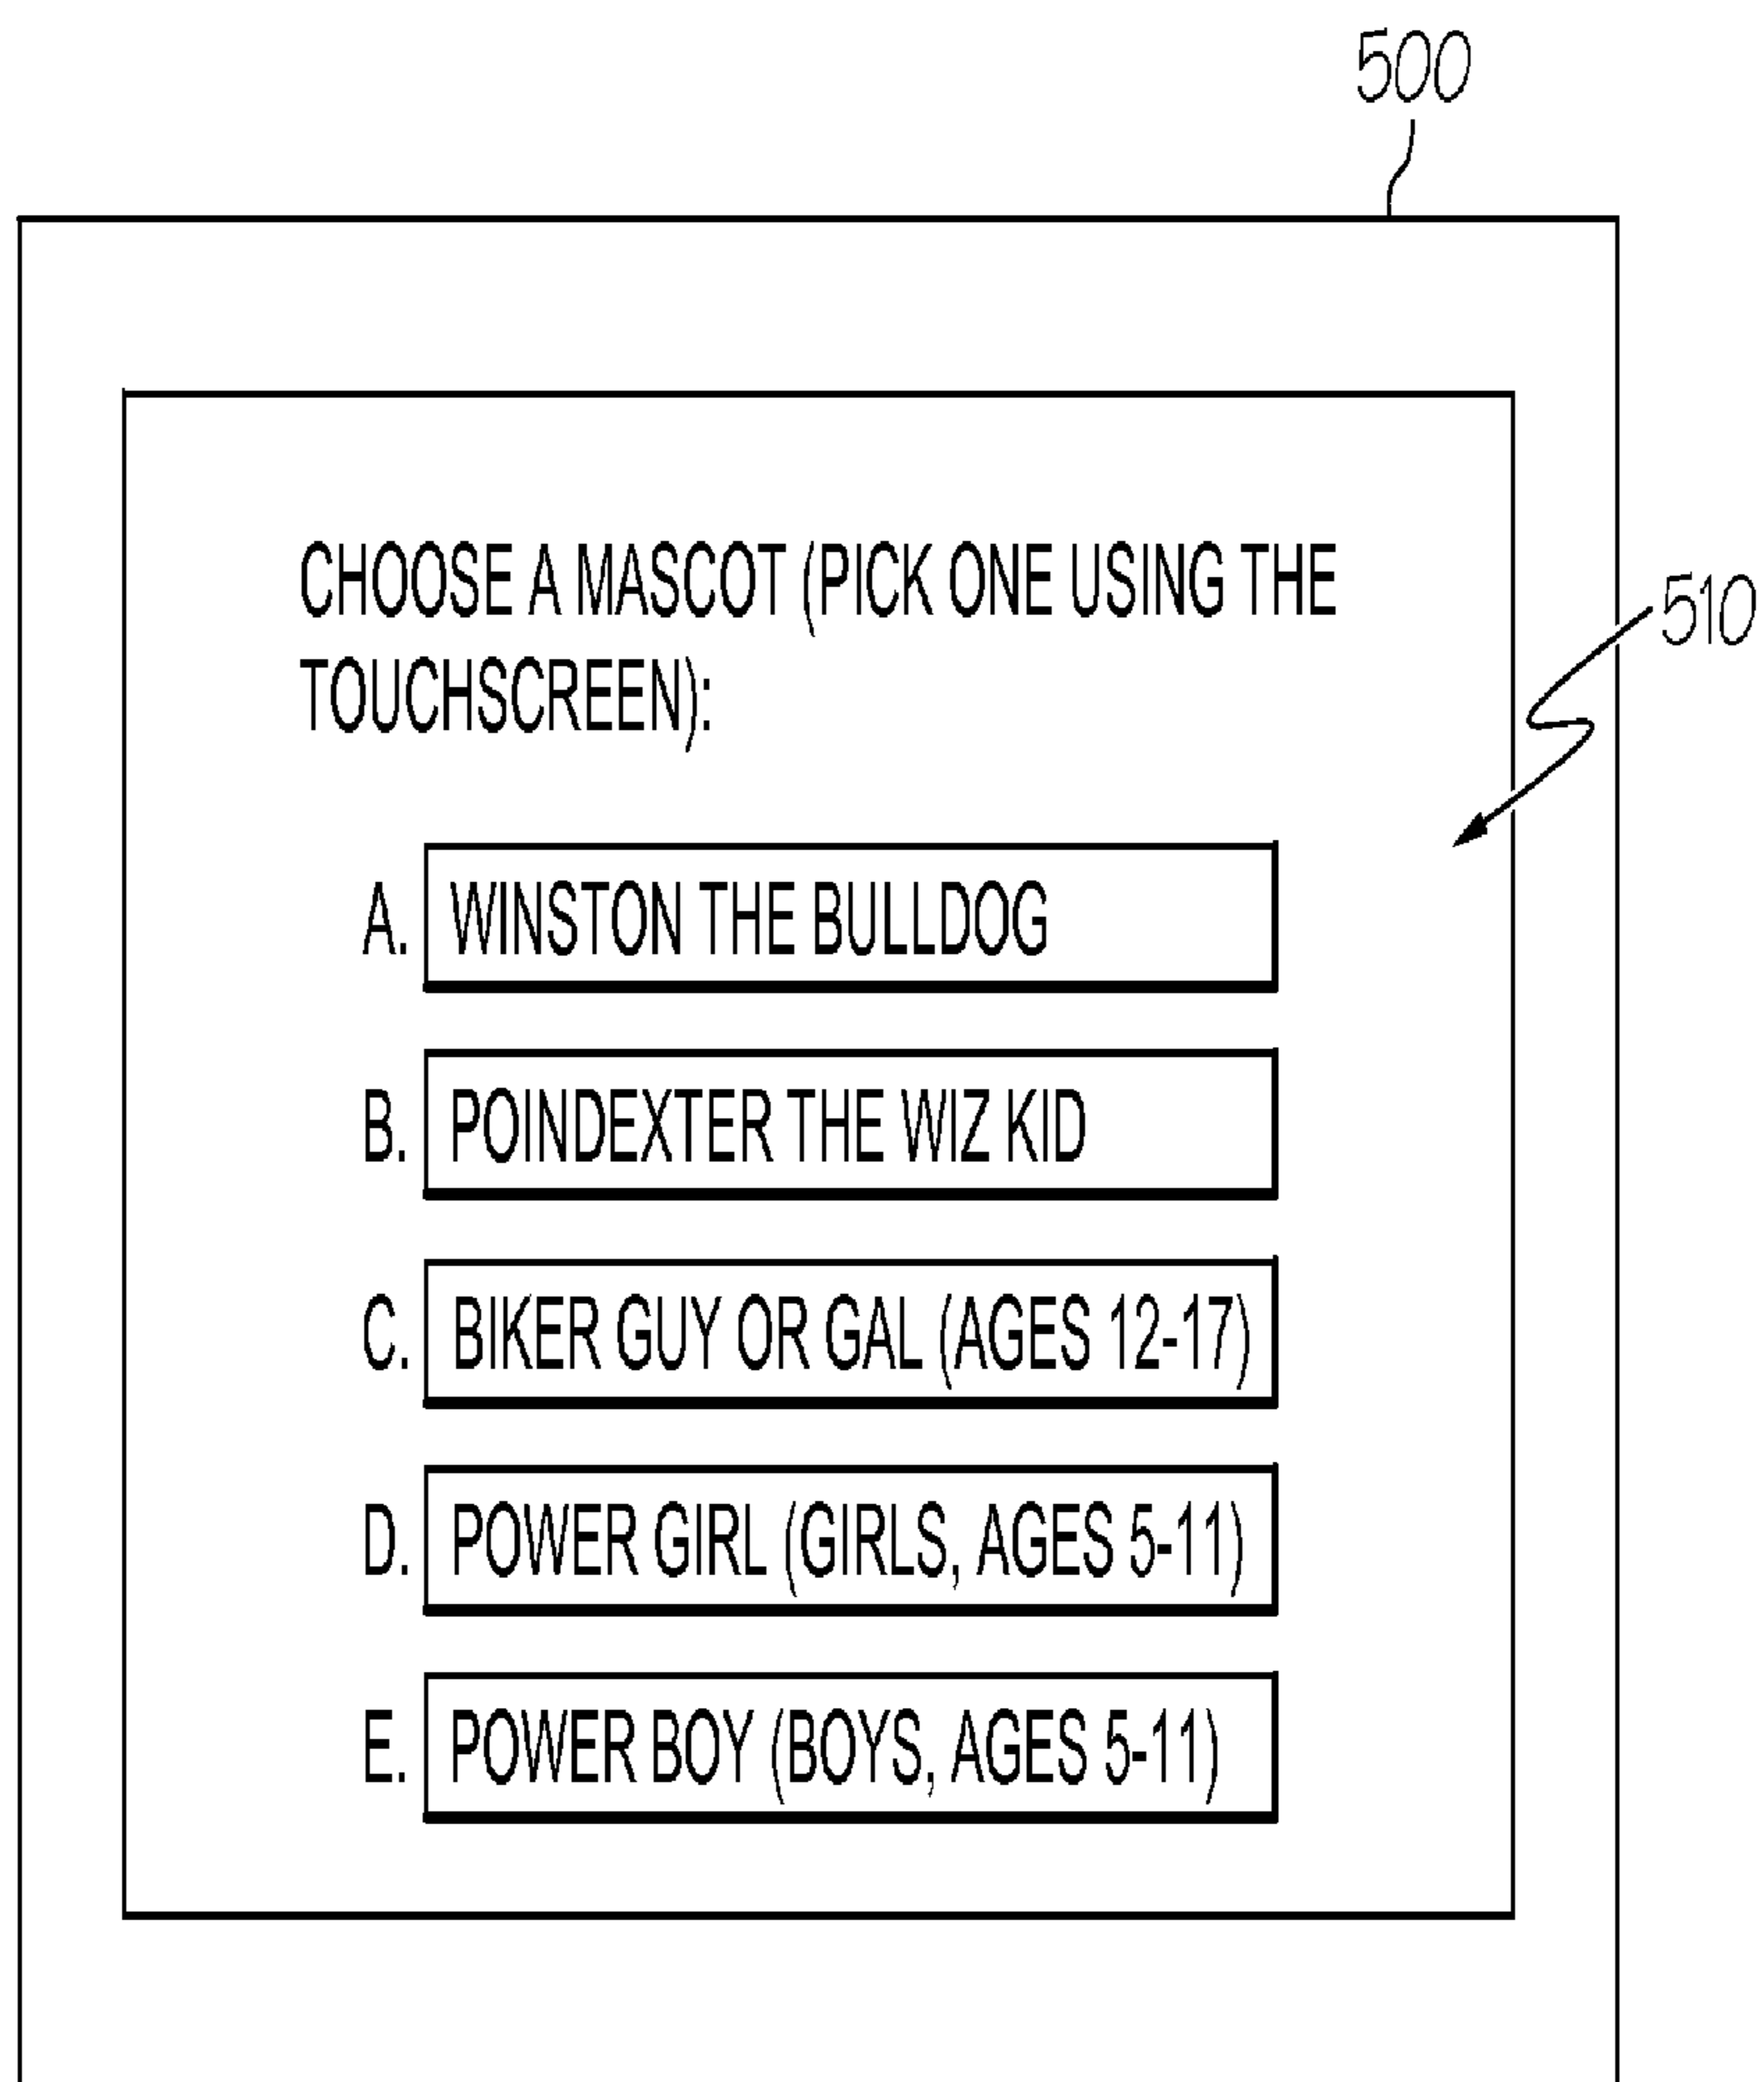 500
CHOOSE A MASCOT (PICK ONE USING THE
TOUCHSCREEN):
510
A. WINSTON THE BULLDOG
B. POINDEXTER THE WIZ KID
C. BIKER GUY OR GAL (AGES 12-17)
D. POWER GIRL (GIRLS, AGES 5-11)
E. POWER BOY (BOYS, AGES 5-11)